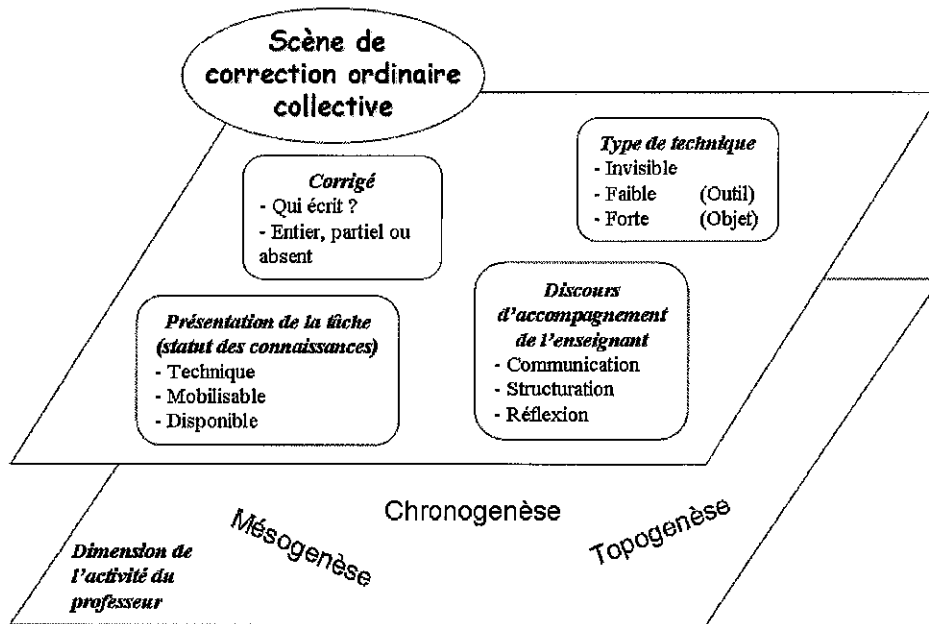 Scène de
correction ordinaire
collective
Type de technique
- Invisible
- Faible (Outil)
- Forte (Objet)
Corrigé
- Qui écrit ?
- Entier, partiel ou
absent
Discours
d'accompagnement
de l'enseignant
- Communication
- Structuration
- Réflexion
Présentation de la tâche
(statut des connaissances)
- Technique
- Mobilisable
- Disponible
Chronogenèse
Mésogenèse
Topogenèse
Dimension de
l'activité du
professeur